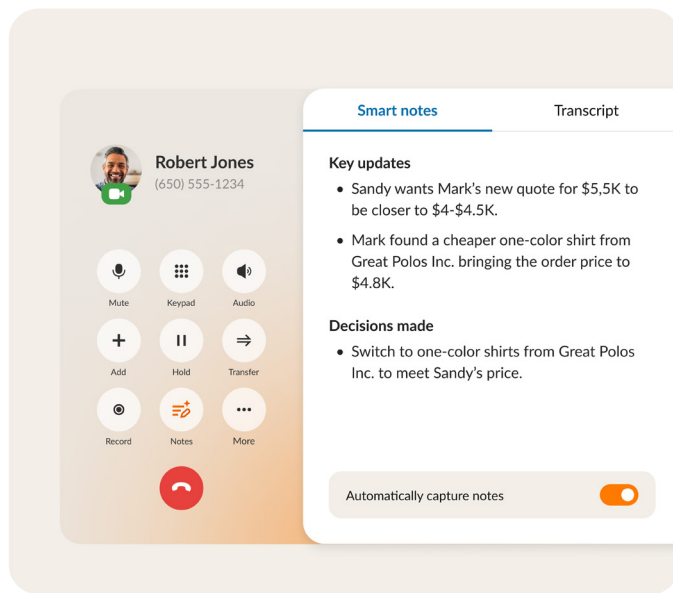 Robert Jones
(650) 555-1234
Mute
Keypad
Audio
Add
Hold
Transfer
Record
Notes
More
Smart notes
Transcript
Key updates
• Sandy wants Mark's new quote for $5,5K to
be closer to $4-$4.5K.
• Mark found a cheaper one-color shirt from
Great Polos Inc. bringing the order price to
$4.8K.
Decisions made
• Switch to one-color shirts from Great Polos
Inc. to meet Sandy's price.
Automatically capture notes